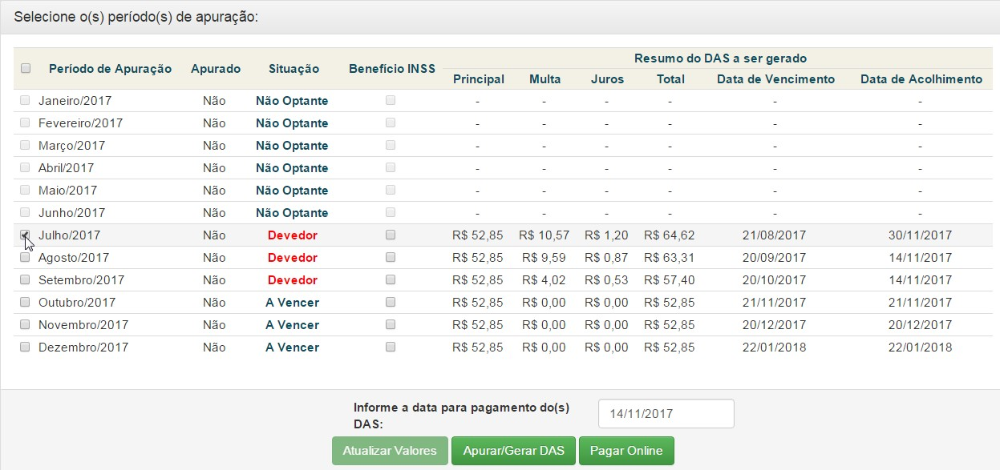 Selecione o(s) período(s) de apuração:
Resumo do DAS a ser gerado
Período de Apuração Apurado Situação Benefício INSS
Principal Multa Juros Total Data de Vencimento Data de Acolhimento
Janeiro/2017 Não Não Optante - - - - - -
Fevereiro/2017 Não Não Optante - - - - - -
Março/2017 Não Não Optante - - - - - -
Abril/2017 Não Não Optante - - - - - -
Maio/2017 Não Não Optante - - - - - -
Junho/2017 Não Não Optante - - - - - -
Julho/2017 Não Devedor R$ 52,85 R$ 10,57 R$ 1,20 R$ 64,62 21/08/2017 30/11/2017
Agosto/2017 Não Devedor R$ 52,85 R$ 9,59 R$ 0,87 R$ 63,31 20/09/2017 14/11/2017
Setembro/2017 Não Devedor R$ 52,85 R$ 4,02 R$ 0,53 R$ 57,40 20/10/2017 14/11/2017
Outubro/2017 Não A Vencer R$ 52,85 R$ 0,00 R$ 0,00 R$ 52,85 21/11/2017 21/11/2017
Novembro/2017 Não A Vencer R$ 52,85 R$ 0,00 R$ 0,00 R$ 52,85 20/12/2017 20/12/2017
Dezembro/2017 Não A Vencer R$ 52,85 R$ 0,00 R$ 0,00 R$ 52,85 22/01/2018 22/01/2018
Informe a data para pagamento do(s)
DAS:
14/11/2017
Atualizar Valores Apurar/Gerar DAS Pagar Online